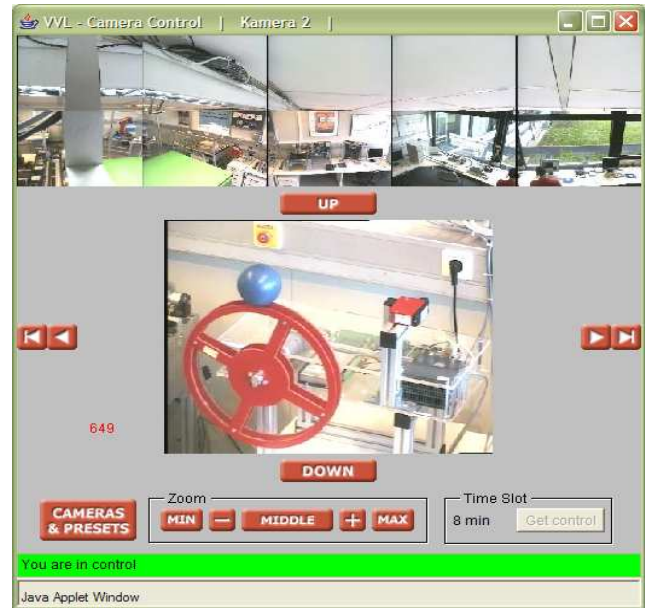 VVL - Camera Control | Kamera 2 |
UP
649
DOWN
CAMERAS
& PRESETS
Zoom
MIN
MIDDLE
MAX
Time Slot
8 min
Get control
You are in control
Java Applet Window